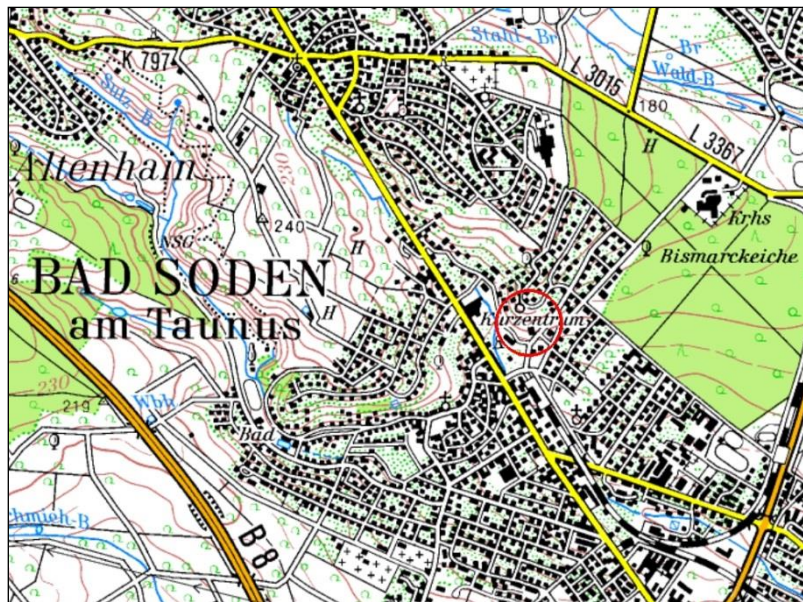 Stahl-Br
Br
Wald-B
K 797
L 3015
180
Sulz-B
H
L 3367
Altenhain
230
Krhs
240
NSG
H
Bismarckeiche
BAD SODEN
am Taunus
H
Kurzentrum
230
219
Wbh
Bad
B 8